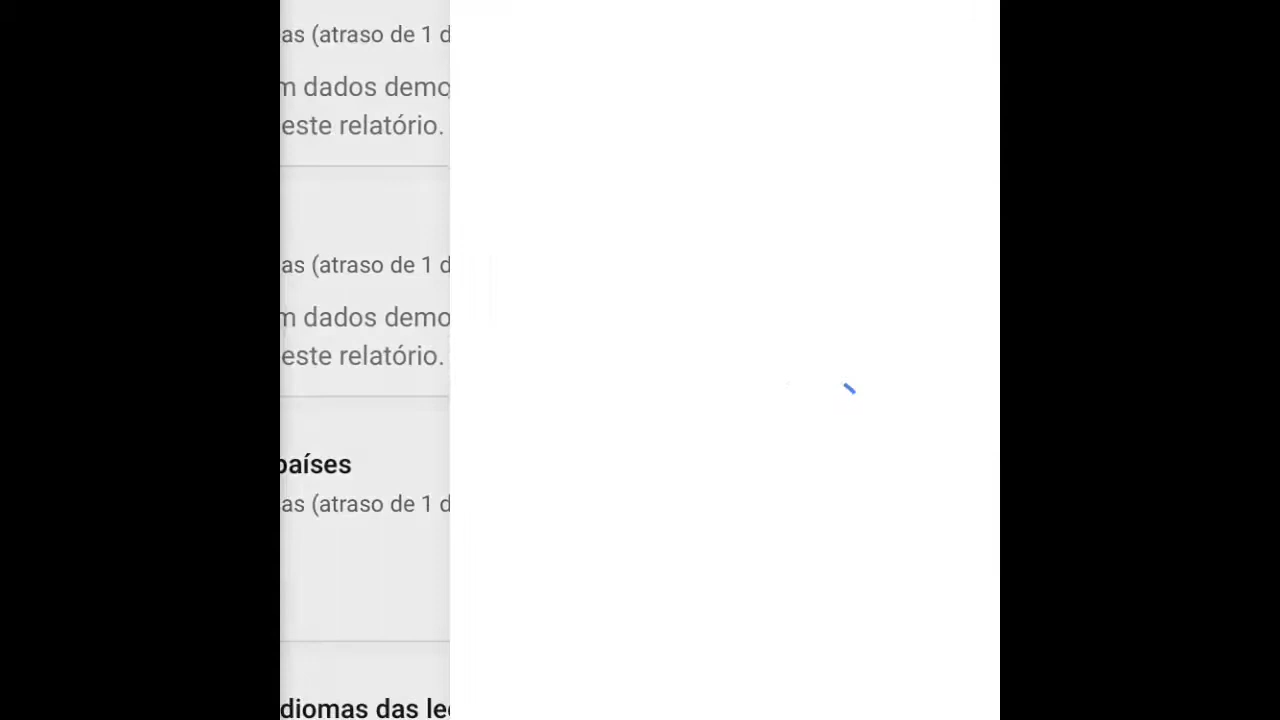 as (atraso de 1 d
m dados demo
este relatório.
as (atraso de 1 d
m dados demo
este relatório.
países
as (atraso de 1 d
diomas das le